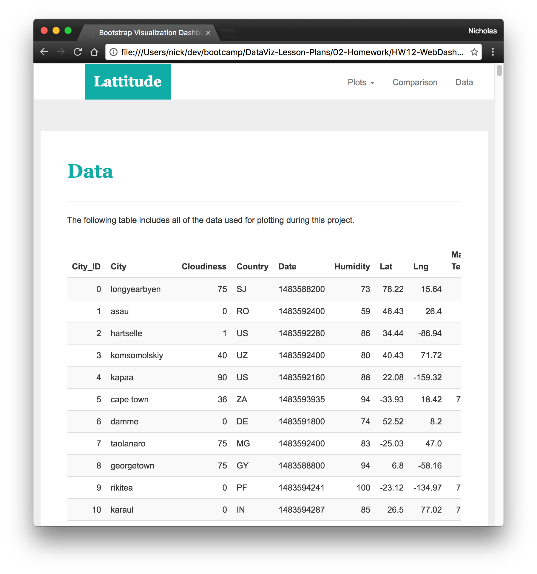 Bootstrap Visualization Dashb
Nicholas
file:///Users/nick/dev/bootcamp/DataViz-Lesson-Plans/02-Homework/HW12-WebDash...
Lattitude
Plots Comparison Data
Data
The following table includes all of the data used for plotting during this project.
City_ID City Cloudiness Country Date Humidity Lat Lng Ma Te
0 longyearbyen 75 SJ 1483588200 73 78.22 15.64
1 asau 0 RO 1483592400 59 46.43 26.4
2 hartselle 1 US 1483592280 86 34.44 -86.94
3 komsomolskiy 40 UZ 1483592400 80 40.43 71.72
4 kapaa 90 US 1483592160 88 22.08 -159.32
5 cape town 36 ZA 1483593935 94 -33.93 18.42 7
6 damme 0 DE 1483591800 74 52.52 8.2
7 taolanaro 75 MG 1483592400 83 -25.03 47.0
8 georgetown 75 GY 1483588800 94 6.8 -58.16
9 rikitea 0 PF 1483594241 100 -23.12 -134.97 7
10 karaul 0 IN 1483594287 85 26.5 77.02 7